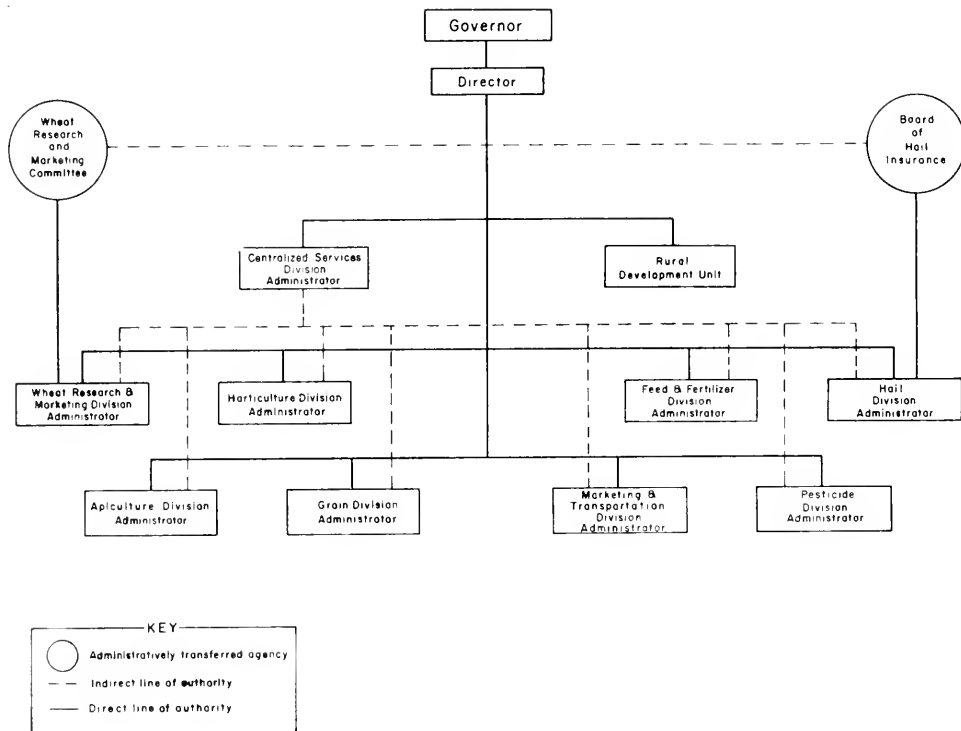 Governor
Director
Wheat
Research
and
Marketing
Committee
Board
of
Hail
Insurance
Centralized Services
Division
Administrator
Rural
Development Unit
Wheat Research &
Marketing Division
Administrator
Horticulture Division
Administrator
Feed & Fertilizer
Division
Administrator
Hail
Division
Administrator
Apiculture Division
Administrator
Grain Division
Administrator
Marketing &
Transportation
Division
Administrator
Pesticide
Division
Administrator
KEY
Administratively transferred agency
Indirect line of authority
Direct line of authority